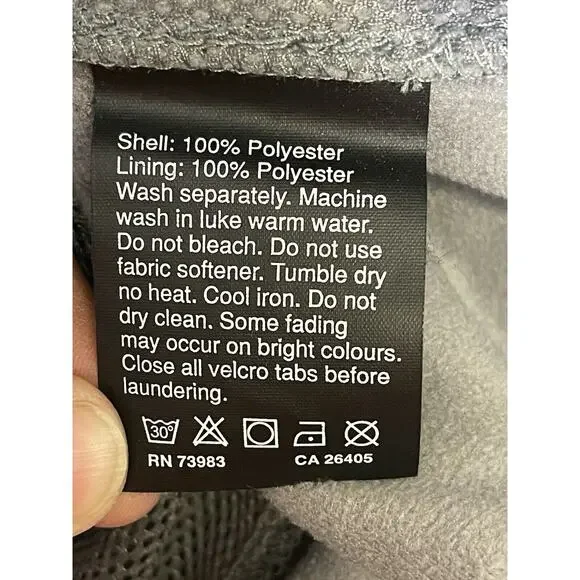 Shell: 100% Polyester
Lining: 100% Polyester
Wash separately. Machine
wash in luke warm water.
Do not bleach. Do not use
fabric softener. Tumble dry
no heat. Cool iron. Do not
dry clean. Some fading
may occur on bright colours.
Close all velcro tabs before
laundering.
30°
RN 73983 CA 26405